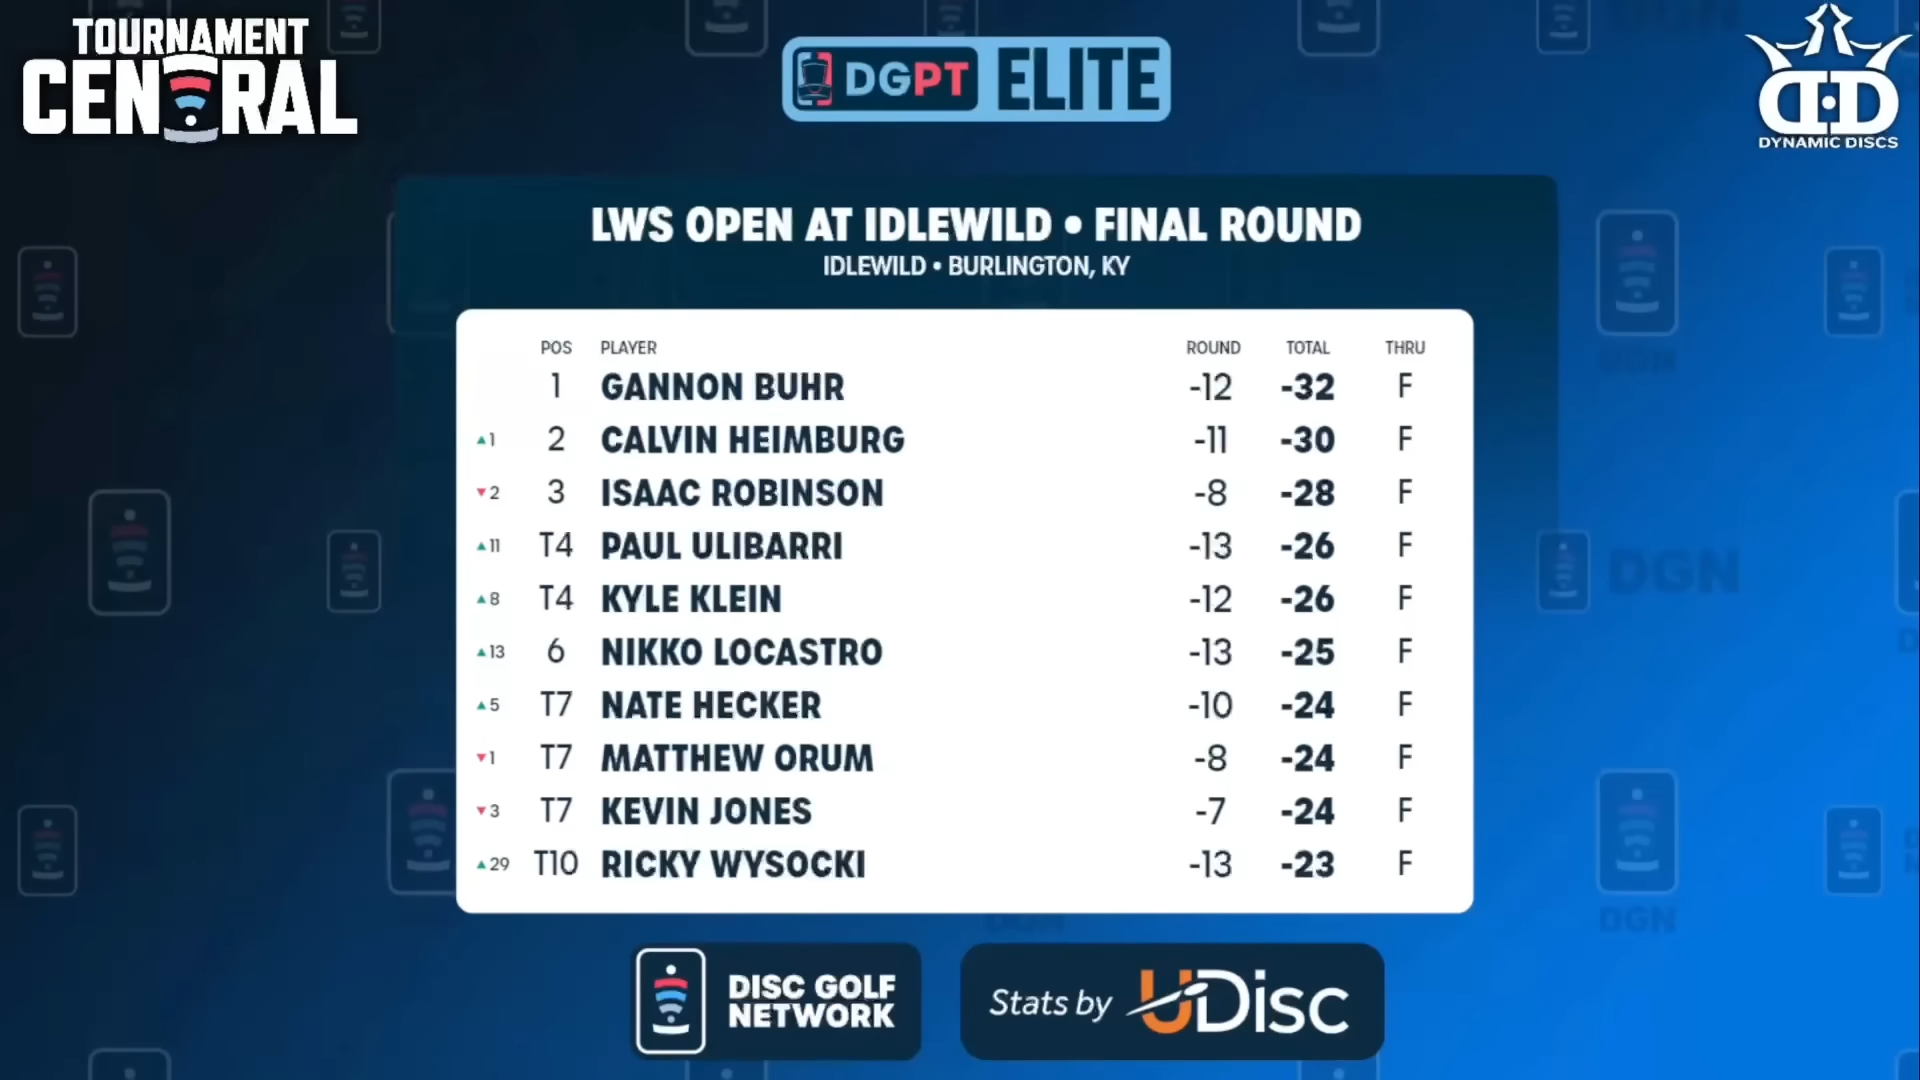 TOURNAMENT
CENTRAL
DGPT ELITE
DYNAMIC DISCS
LWS OPEN AT IDLEWILD • FINAL ROUND
IDLEWILD • BURLINGTON, KY
POS PLAYER ROUND TOTAL THRU
1 GANNON BUHR -12 -32 F
▲1 2 CALVIN HEIMBURG -11 -30 F
▼2 3 ISAAC ROBINSON -8 -28 F
▲11 T4 PAUL ULIBARRI -13 -26 F
▲8 T4 KYLE KLEIN -12 -26 F
▲13 6 NIKKO LOCASTRO -13 -25 F
▲5 T7 NATE HECKER -10 -24 F
▼1 T7 MATTHEW ORUM -8 -24 F
▼3 T7 KEVIN JONES -7 -24 F
▲29 T10 RICKY WYSOCKI -13 -23 F
DGN
DGN
DISC GOLF
NETWORK
Stats by UDisc